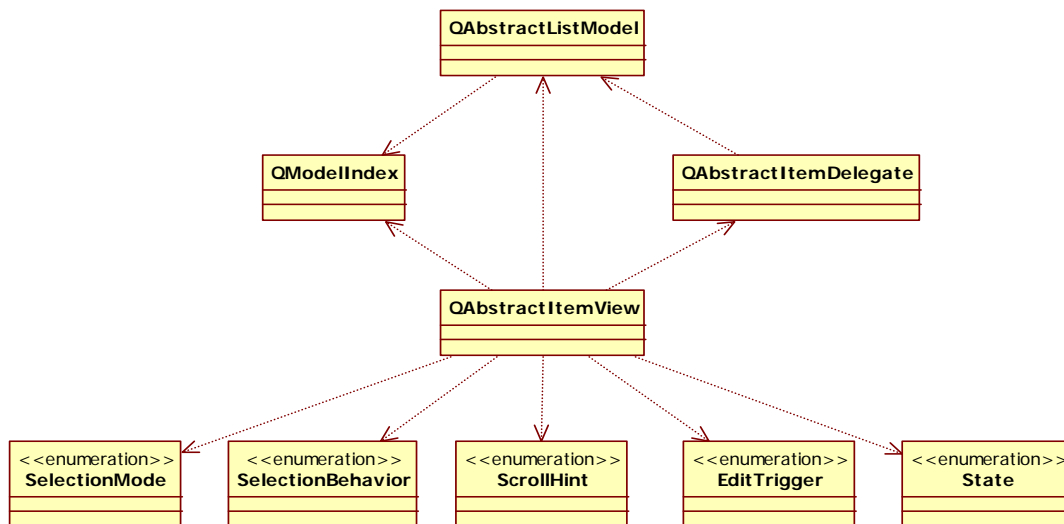 QAbstractListModel
QModelIndex
QAbstractItemDelegate
QAbstractItemView
<<enumeration>>
SelectionMode
<<enumeration>>
SelectionBehavior
<<enumeration>>
ScrollHint
<<enumeration>>
EditTrigger
<<enumeration>>
State